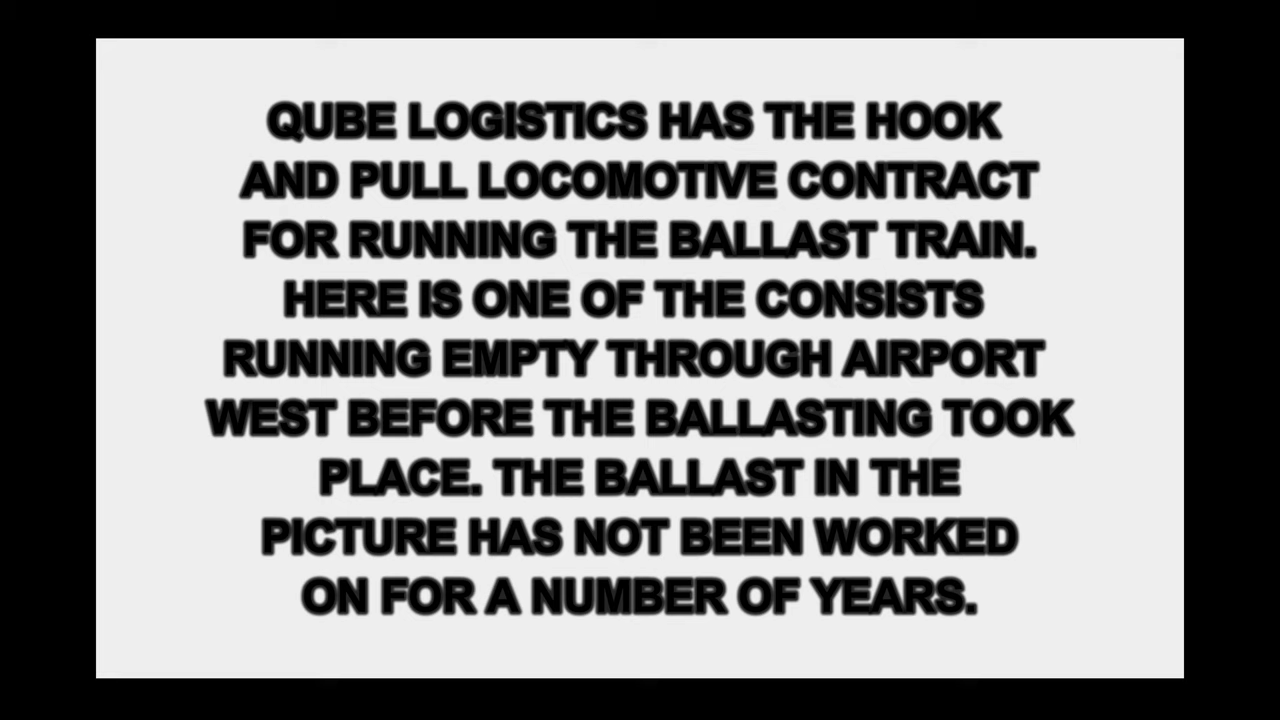 QUBE LOGISTICS HAS THE HOOK
AND PULL LOCOMOTIVE CONTRACT
FOR RUNNING THE BALLAST TRAIN.
HERE IS ONE OF THE CONSISTS
RUNNING EMPTY THROUGH AIRPORT
WEST BEFORE THE BALLASTING TOOK
PLACE. THE BALLAST IN THE
PICTURE HAS NOT BEEN WORKED
ON FOR A NUMBER OF YEARS.